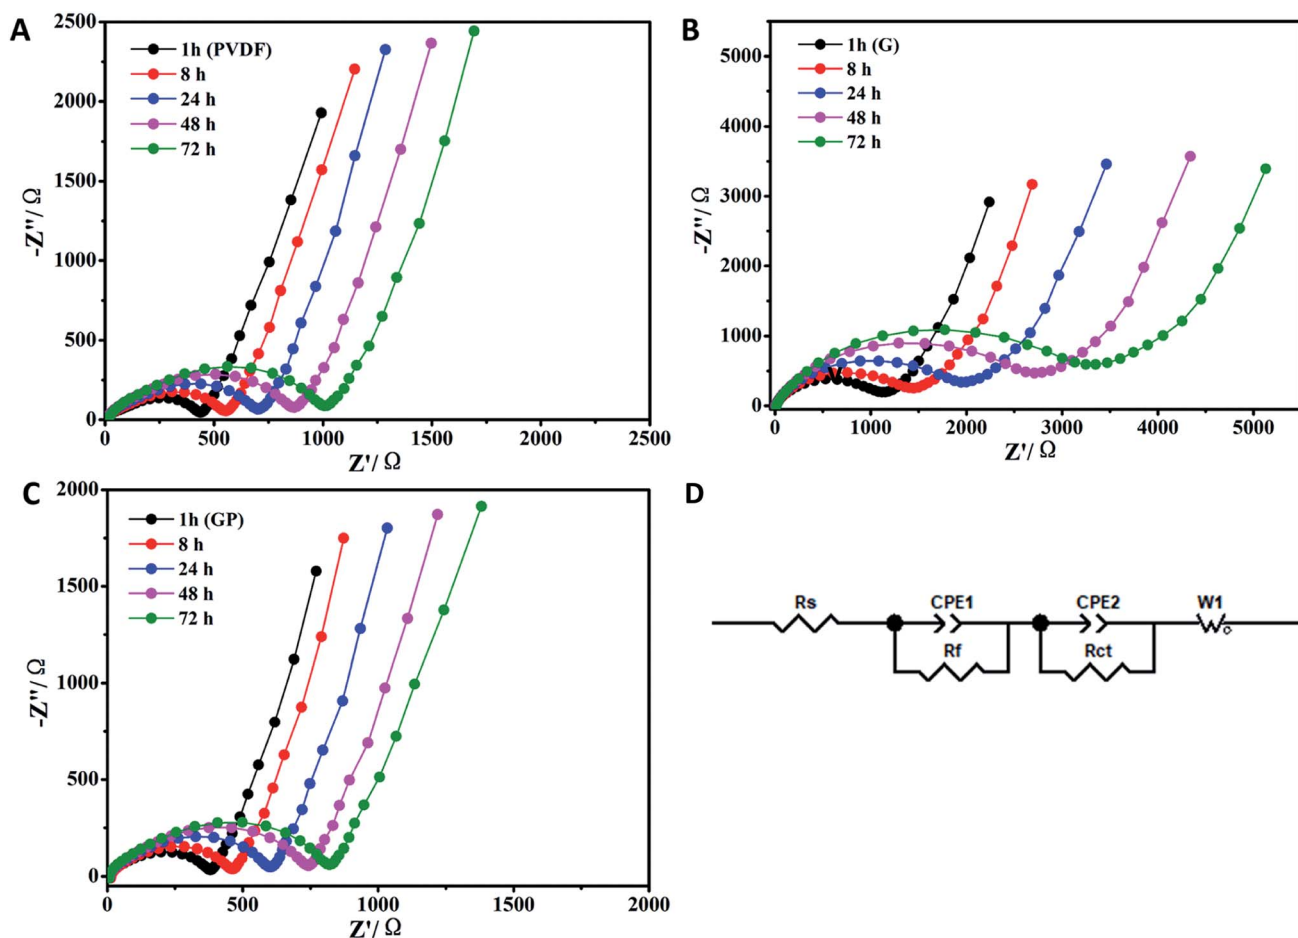 A
2500
2000
1500
1000
500
0
-Z''/ Ω
1h (PVDF)
8 h
24 h
48 h
72 h
0 500 1000 1500 2000 2500
Z'/ Ω
B
5000
4000
3000
2000
1000
0
-Z''/ Ω
1h (G)
8 h
24 h
48 h
72 h
0 1000 2000 3000 4000 5000
Z'/ Ω
C
2000
1500
1000
500
0
-Z''/ Ω
1h (GP)
8 h
24 h
48 h
72 h
0 500 1000 1500 2000
Z'/ Ω
D
Rs CPE1 CPE2 W1
Rf Rct